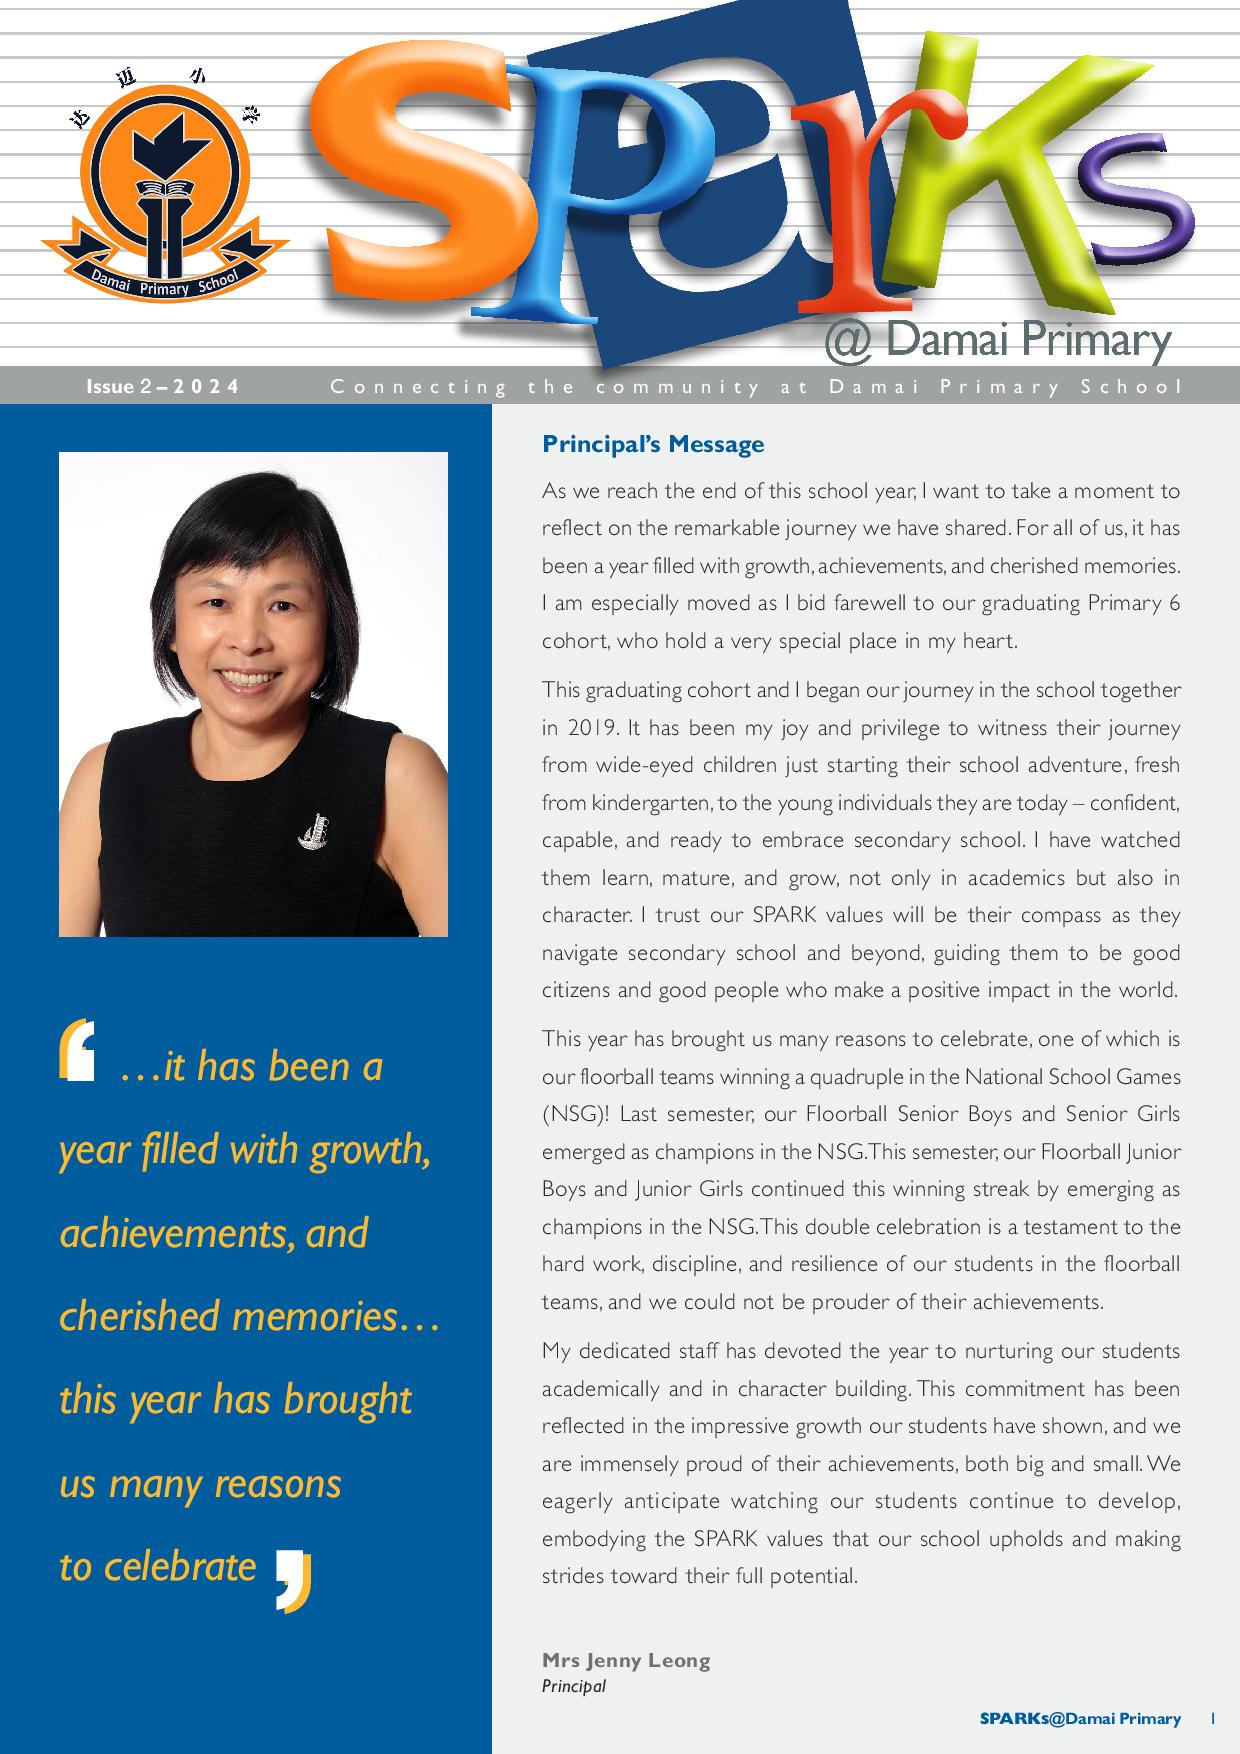 达迈小学
Damai Primary School
SPaRKs
@ Damai Primary
Issue 2 – 2024
Connecting the community at Damai Primary School
Principal's Message
As we reach the end of this school year, I want to take a moment to
reflect on the remarkable journey we have shared. For all of us, it has
been a year filled with growth, achievements, and cherished memories.
I am especially moved as I bid farewell to our graduating Primary 6
cohort, who hold a very special place in my heart.
This graduating cohort and I began our journey in the school together
in 2019. It has been my joy and privilege to witness their journey
from wide-eyed children just starting their school adventure, fresh
from kindergarten, to the young individuals they are today – confident,
capable, and ready to embrace secondary school. I have watched
them learn, mature, and grow, not only in academics but also in
character. I trust our SPARK values will be their compass as they
navigate secondary school and beyond, guiding them to be good
citizens and good people who make a positive impact in the world.
This year has brought us many reasons to celebrate, one of which is
our floorball teams winning a quadruple in the National School Games
(NSG)! Last semester, our Floorball Senior Boys and Senior Girls
emerged as champions in the NSG. This semester, our Floorball Junior
Boys and Junior Girls continued this winning streak by emerging as
champions in the NSG. This double celebration is a testament to the
hard work, discipline, and resilience of our students in the floorball
teams, and we could not be prouder of their achievements.
My dedicated staff has devoted the year to nurturing our students
academically and in character building. This commitment has been
reflected in the impressive growth our students have shown, and we
are immensely proud of their achievements, both big and small. We
eagerly anticipate watching our students continue to develop,
embodying the SPARK values that our school upholds and making
strides toward their full potential.
Mrs Jenny Leong
Principal
‘ …it has been a
year filled with growth,
achievements, and
cherished memories…
this year has brought
us many reasons
to celebrate ’
SPARKs@Damai Primary 1